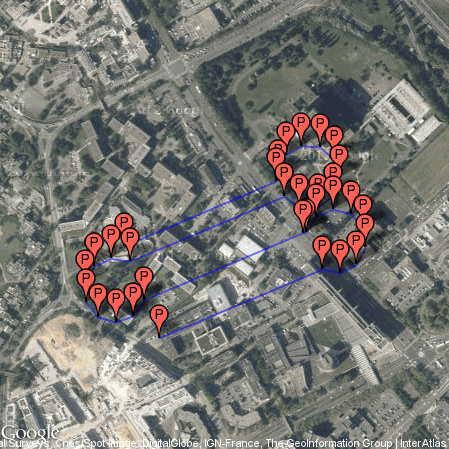 P
Google
al Surveys, Cnes/Spot Image, DigitalGlobe, IGN-France, The GeoInformation Group | InterAtlas